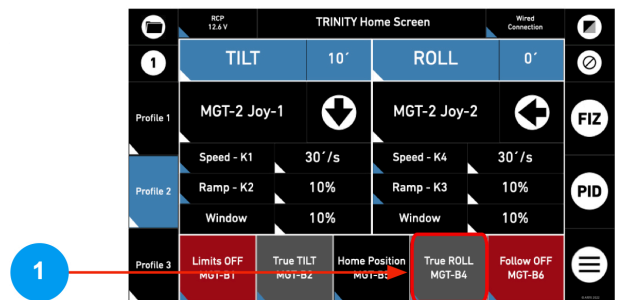 RCP
12.6 V
TRINITY Home Screen
Wired
Connection
1
TILT
10´
ROLL
0´
Profile 1
MGT-2 Joy-1
MGT-2 Joy-2
FIZ
Speed - K1
30´/s
Speed - K4
30´/s
Profile 2
Ramp - K2
10%
Ramp - K3
10%
PID
Window
10%
Window
10%
Profile 3
Limits OFF
MGT-B1
True TILT
MGT-B2
Home Position
MGT-B5
True ROLL
MGT-B4
Follow OFF
MGT-B6
1